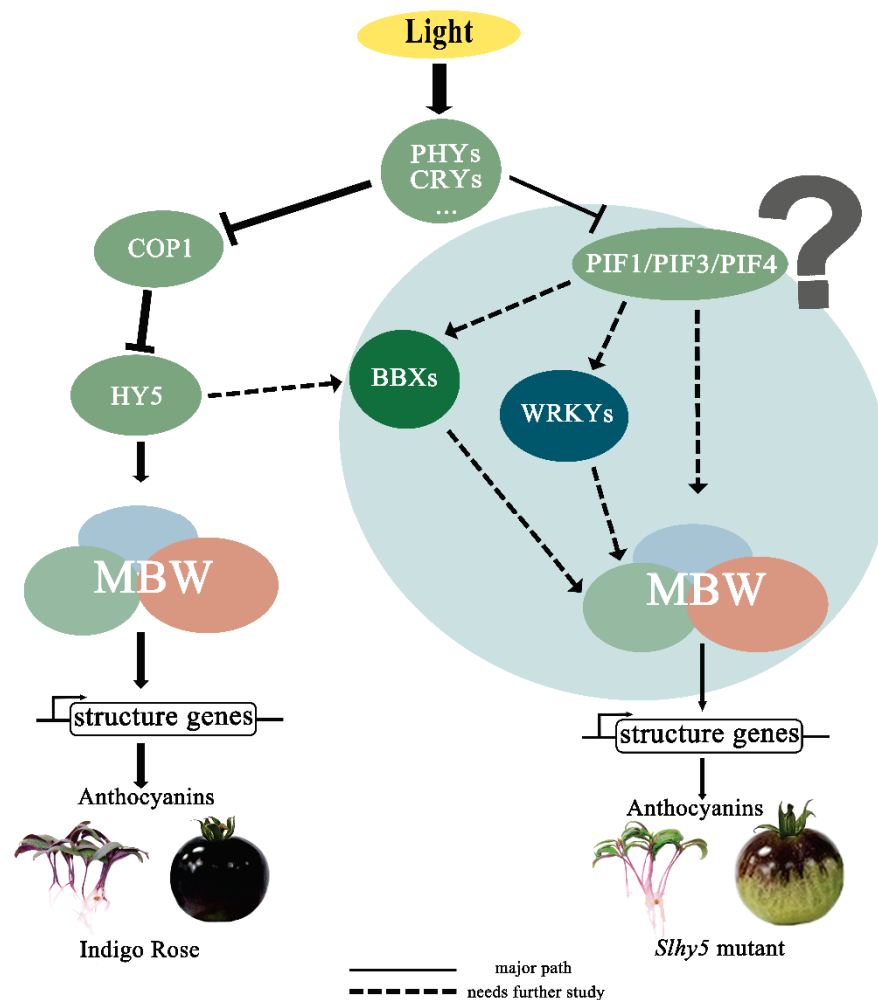 Light
PHYs
CRYs
...
COP1
?
PIF1/PIF3/PIF4
HY5
BBXs
WRKYs
MBW
MBW
structure genes
structure genes
Anthocyanins
Anthocyanins
Indigo Rose
Slhy5 mutant
major path
needs further study